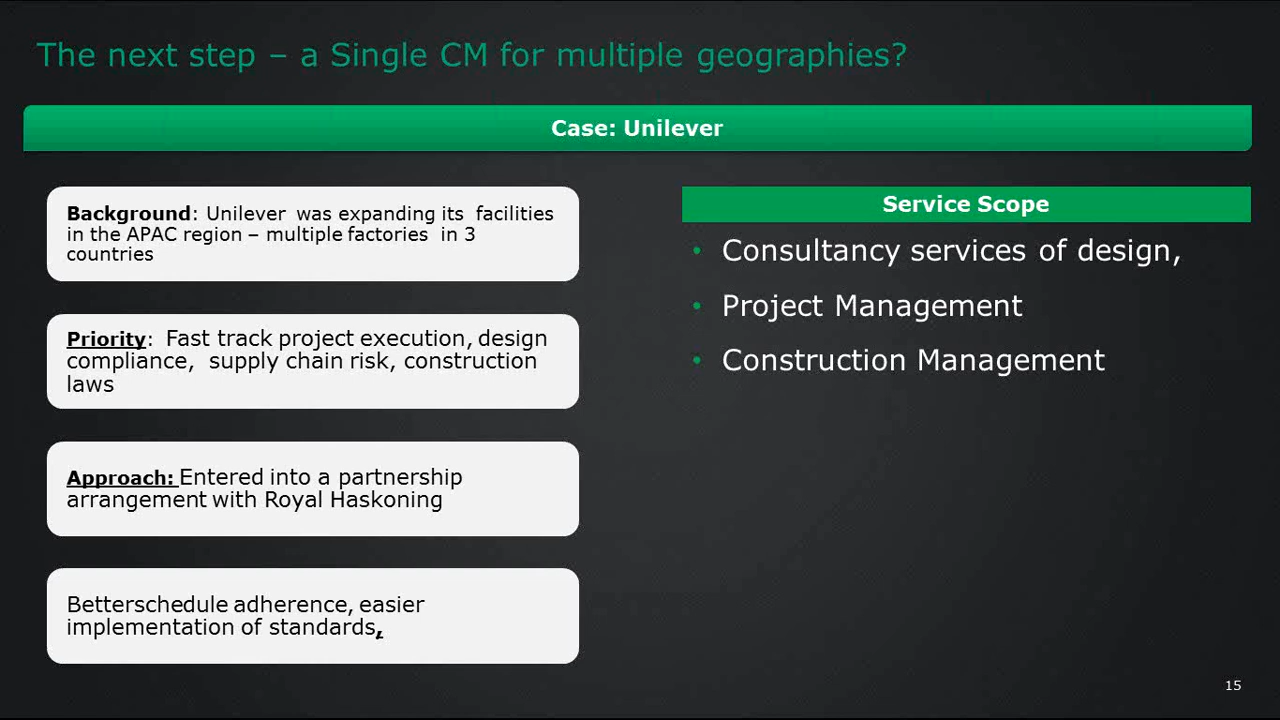 The next step – a Single CM for multiple geographies?
Case: Unilever
Background: Unilever was expanding its facilities
in the APAC region – multiple factories in 3
countries
Priority: Fast track project execution, design
compliance, supply chain risk, construction
laws
Approach: Entered into a partnership
arrangement with Royal Haskoning
Betterschedule adherence, easier
implementation of standards,
Service Scope
• Consultancy services of design,
• Project Management
• Construction Management
15